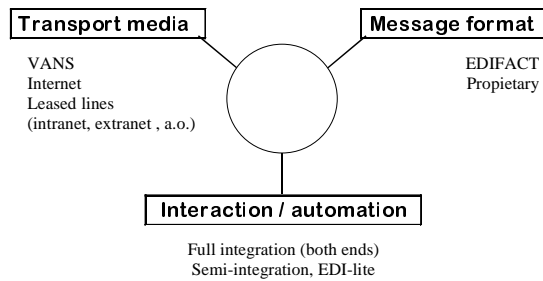 Transport media
VANS
Internet
Leased lines
(intranet, extranet , a.o.)
Message format
EDIFACT
Propietary
Interaction / automation
Full integration (both ends)
Semi-integration, EDI-lite